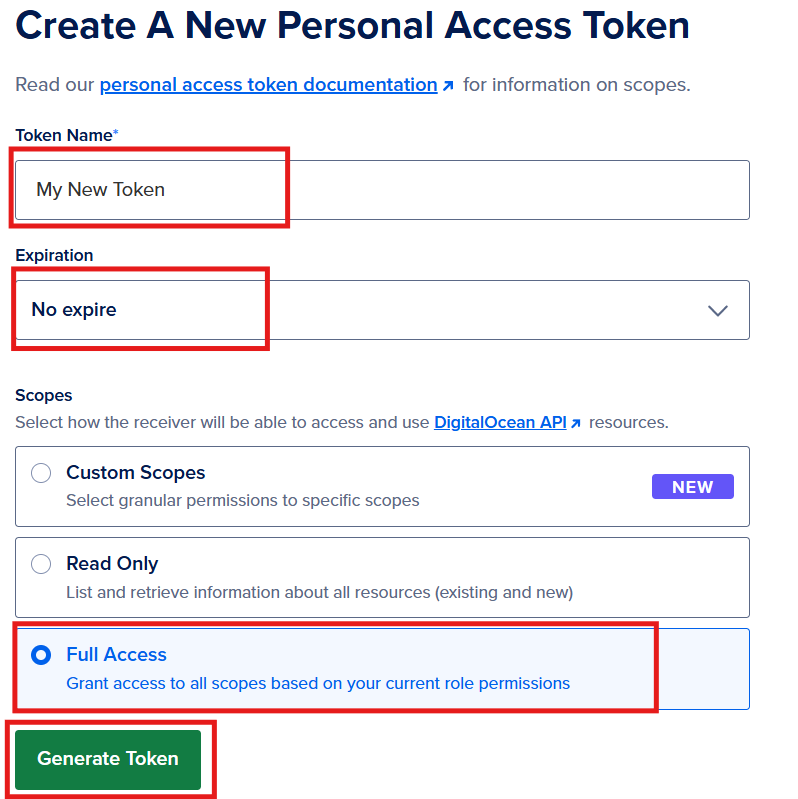 Create A New Personal Access Token
Read our personal access token documentation for information on scopes.
Token Name*
My New Token
Expiration
No expire
Scopes
Select how the receiver will be able to access and use DigitalOcean API resources.
Custom Scopes
NEW
Select granular permissions to specific scopes
Read Only
List and retrieve information about all resources (existing and new)
Full Access
Grant access to all scopes based on your current role permissions
Generate Token